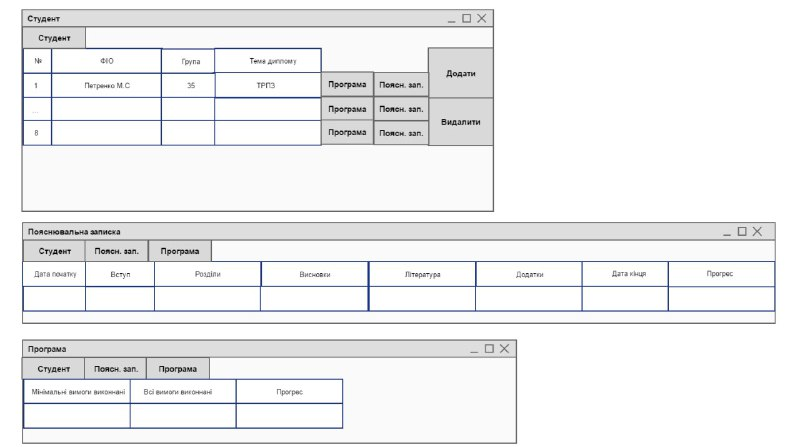 Студент
Студент
№ ФІО Група Тема диплому
Додати
1 Петренко М.С 35 ТРПЗ Програма Поясн. зап.
... Програма Поясн. зап.
Видалити
8 Програма Поясн. зап.
Пояснювальна записка
Студент Поясн. зап. Програма
Дата початку Вступ Розділи Висновки Література Додатки Дата кінця Прогрес
Програма
Студент Поясн. зап. Програма
Мінімальні вимоги виконнані Всі вимоги виконнані Прогрес